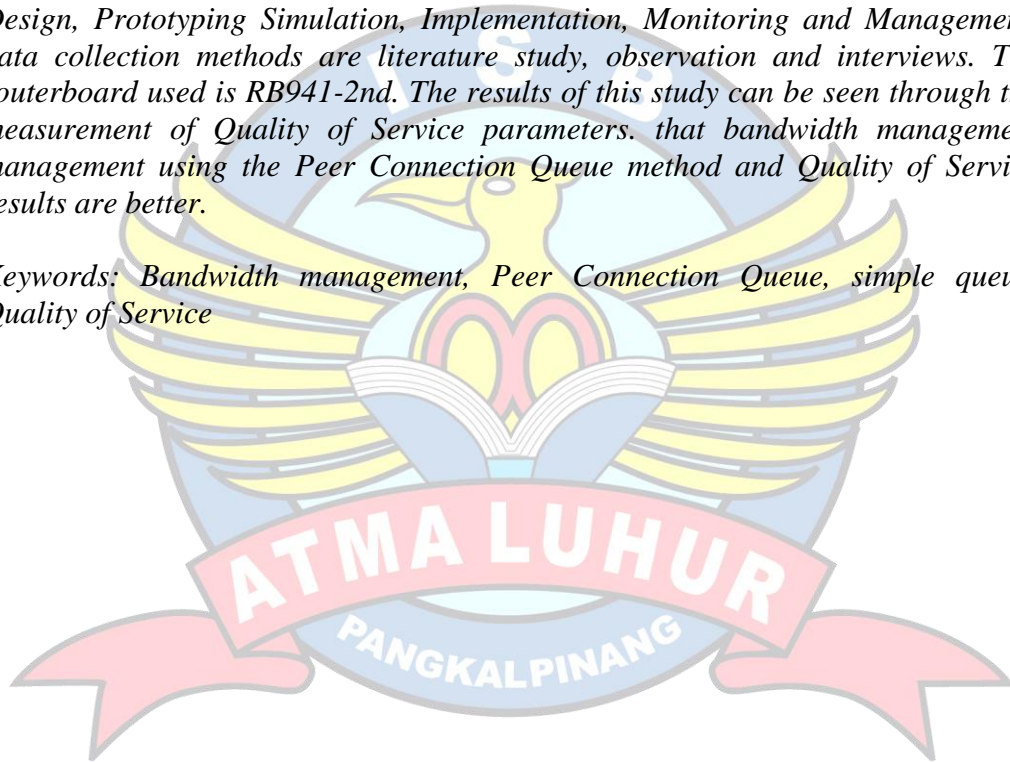 Design, Prototyping Simulation, Implementation, Monitoring and Management
data collection methods are literature study, observation and interviews.
routerboard used is RB941-2nd. The results of this study can be seen through
measurement of Quality of Service parameters. that bandwidth management
management using the Peer Connection Queue method and Quality of Service
results are better.
Keywords: Bandwidth management, Peer Connection Queue, simple queue
Quality of Service
I S B
ATMA LUHUR
PANGKALPINANG